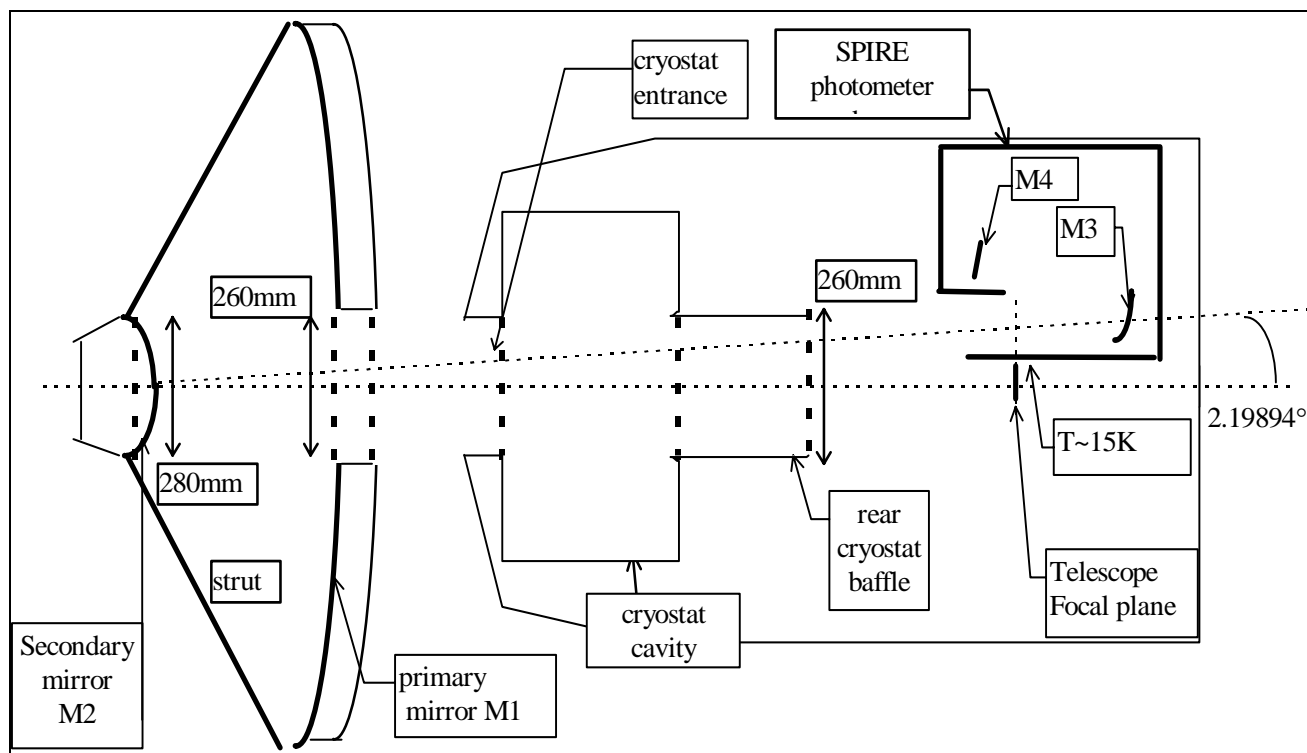 cryostat
entrance
SPIRE
photometer
M4
M3
260mm
260mm
2.19894°
280mm
T~15K
strut
rear
cryostat
baffle
Telescope
Focal plane
cryostat
cavity
Secondary
mirror
M2
primary
mirror M1